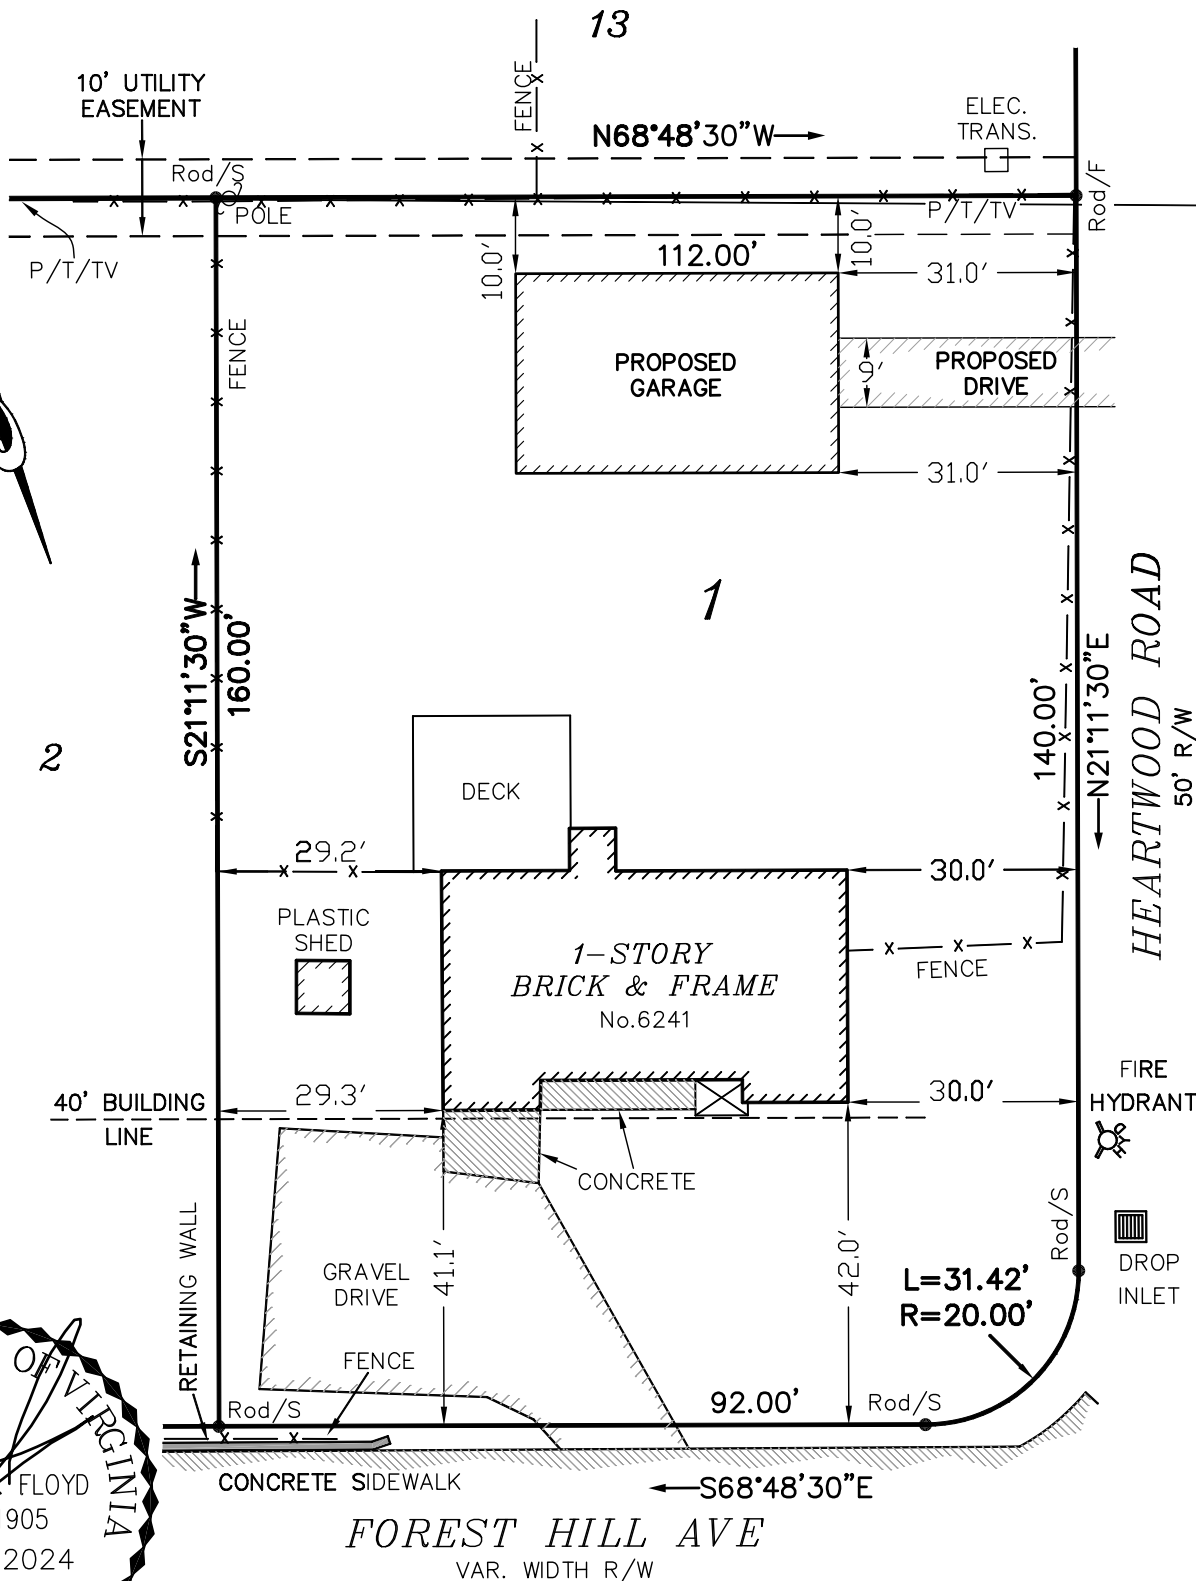 13
10' UTILITY
EASEMENT
FENCE
N68°48'30"W
ELEC.
TRANS.
Rod/S
POLE
P/T/TV
P/T/TV
Rod/F
10.0'
112.00'
10.0'
31.0'
FENCE
PROPOSED
GARAGE
9'
PROPOSED
DRIVE
31.0'
1
S21°11'30"W
160.00'
2
140.00'
N21°11'30"E
HEARTWOOD ROAD
50' R/W
DECK
29.2'
30.0'
PLASTIC
SHED
1-STORY
BRICK & FRAME
No.6241
FENCE
40' BUILDING
LINE
29.3'
30.0'
FIRE
HYDRANT
CONCRETE
RETAINING WALL
GRAVEL
DRIVE
41.1'
42.0'
Rod/S
DROP
INLET
L=31.42'
R=20.00'
FENCE
Rod/S
92.00'
Rod/S
CONCRETE SIDEWALK
S68°48'30"E
FOREST HILL AVE
VAR. WIDTH R/W
OF VIRGINIA
FLOYD
905
2024